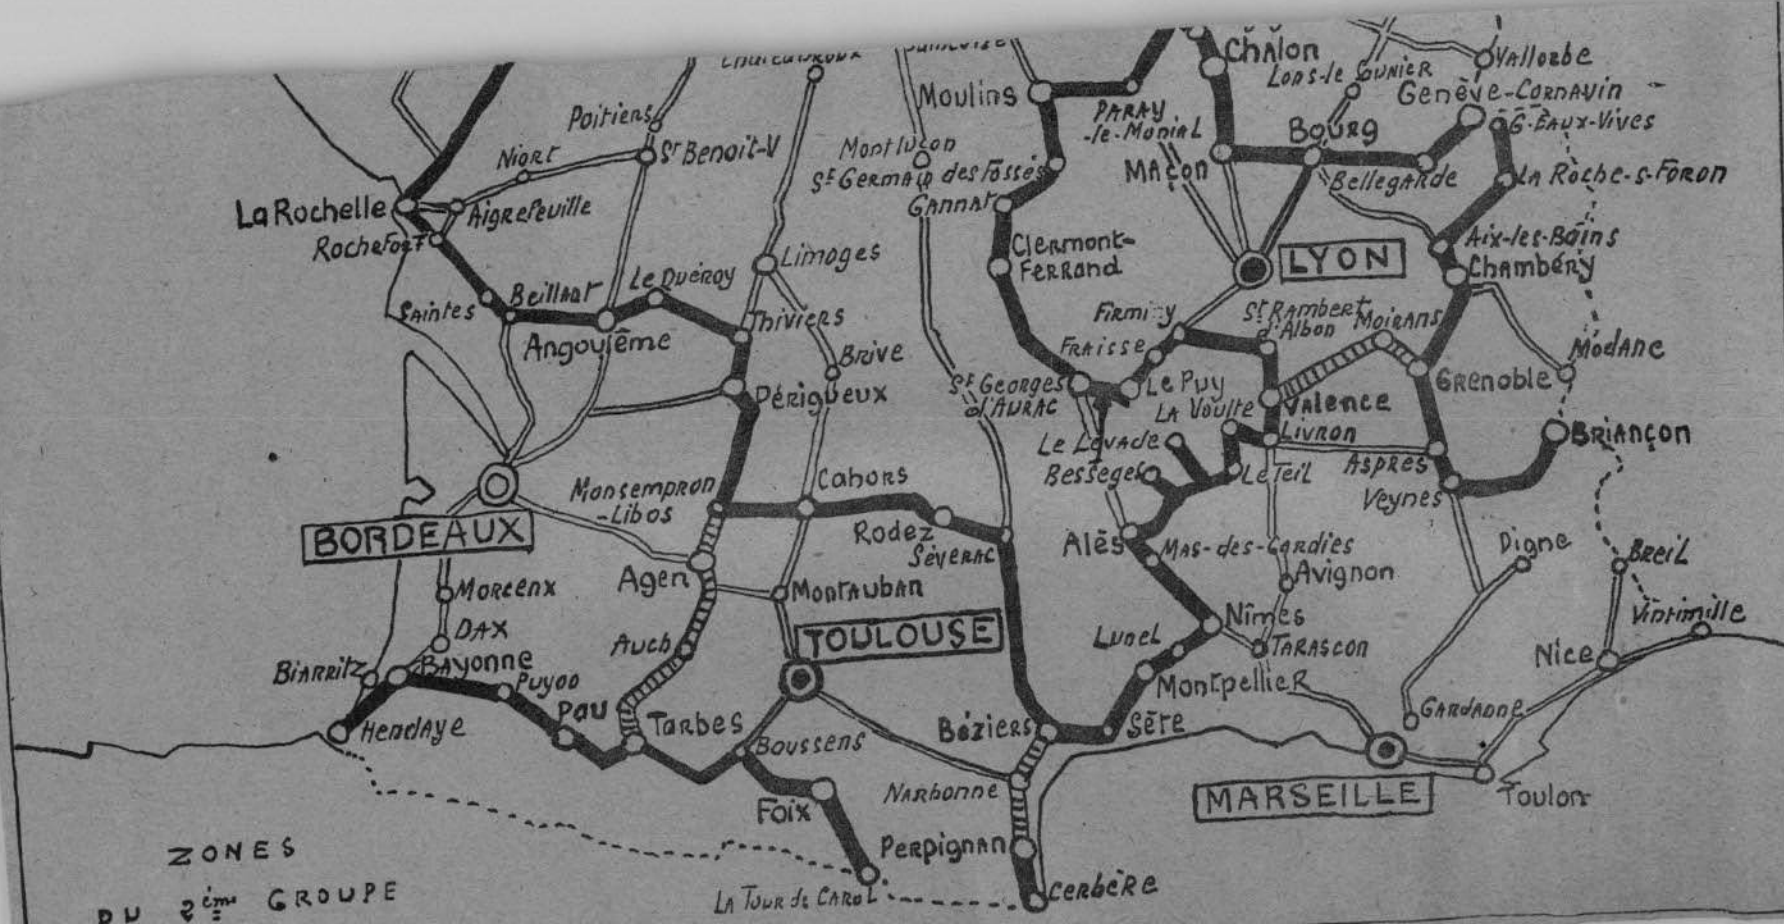 Chålon
Vallorbe
Lons-le Sunier
Moulins
Genève-Cornavin
Paray
-le-Monial
G-Eaux-Vives
Poitiers
Bourg
Niort
St Benoit-V
Montluçon
Maçon
St Germain des Fossés
Bellegarde
La Roche-s-Foron
La Rochelle
Aigrefeuille
Gannat
Rochefort
Clermont-
Ferrand
Aix-les-Bains
Limoges
LYON
Chambéry
Le Quéroy
Beillant
Saintes
Thiviers
Firminy
St Rambert
d'Albon
Moirans
Angoulême
Brive
Fraisse
Modane
Périgueux
St Georges
d'Aurac
Le Puy
Grenoble
La Voulte
Valence
Le Lavade
Livron
Briançon
Monsempron
-Libos
Cahors
Besseges
Le Teil
Aspres
Veynes
BORDEAUX
Rodez
Séverac
Alès
Mas-des-Gardies
Digne
Breil
Agen
Morcenx
Montauban
Avignon
Nîmes
Vintimille
Dax
Auch
TOULOUSE
Lunel
Tarascon
Nice
Biarritz
Bayonne
Puyoo
Montpellier
Pau
Tarbes
Gardanne
Hendaye
Boussens
Béziers
Sète
Narbonne
MARSEILLE
Toulon
Foix
Perpignan
ZONES
La Tour de Carol
Cerbère
DU 2ème GROUPE